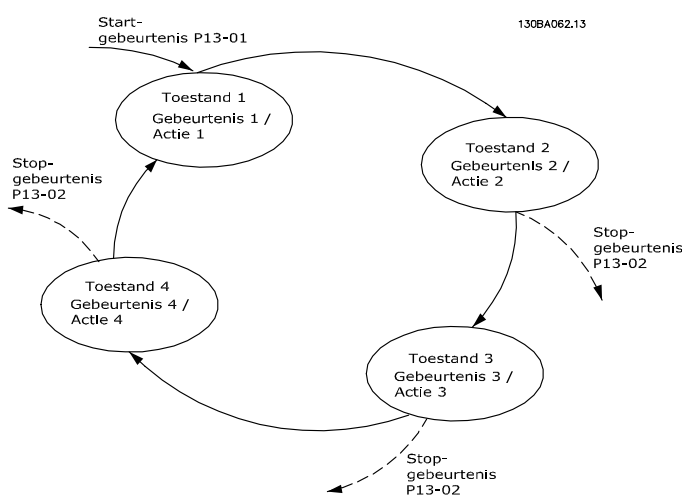 Start-
gebeurtenis P13-01
130BA062.13
Toestand 1
Gebeurtenis 1 /
Actie 1
Toestand 2
Gebeurtenis 2 /
Actie 2
Stop-
gebeurtenis
P13-02
Stop-
gebeurtenis
P13-02
Toestand 4
Gebeurtenis 4 /
Actie 4
Toestand 3
Gebeurtenis 3 /
Actie 3
Stop-
gebeurtenis
P13-02